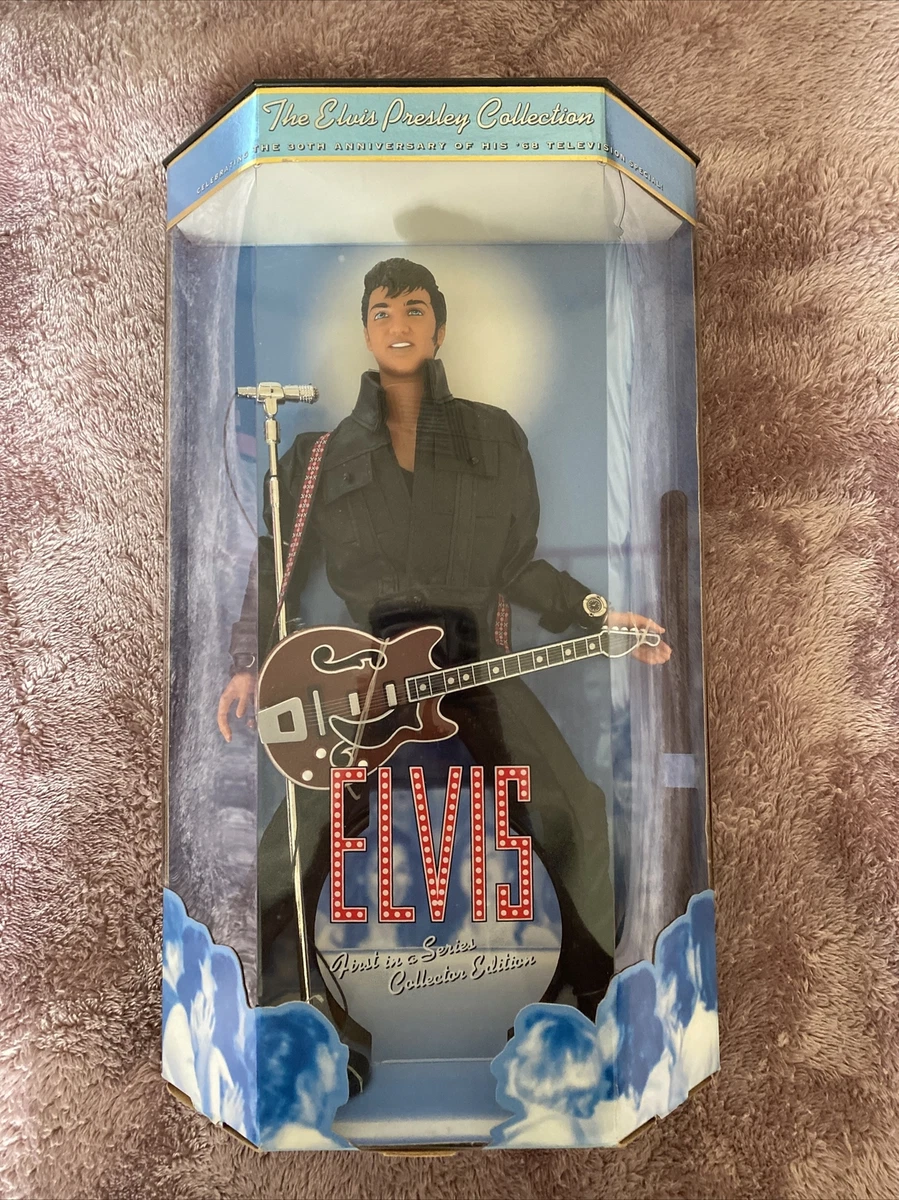 The Elvis Presley Collection
CELEBRATING THE 30TH ANNIVERSARY OF HIS '68 TELEVISION SPECIAL!
ELVIS
First in a Series
Collector Edition